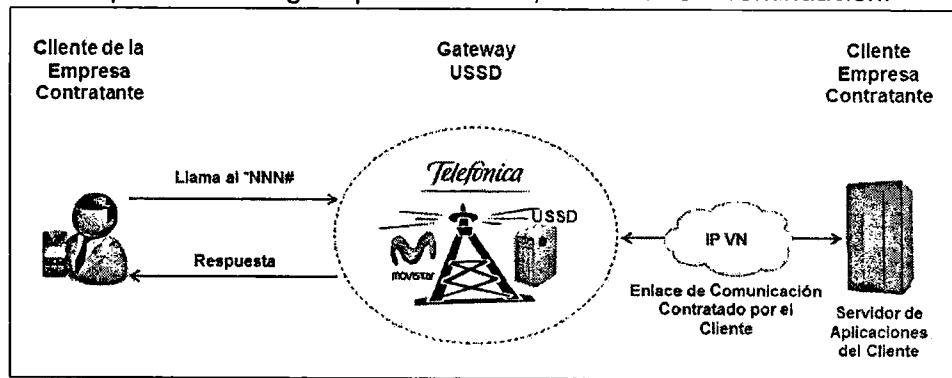 Cliente de la
Empresa
Contratante
Gateway
USSD
Cliente
Empresa
Contratante
Llama al *NNN#
Respuesta
Telefónica
USSD
movistar
IP VN
Enlace de Comunicación
Contratado por el
Cliente
Servidor de
Aplicaciones
del Cliente